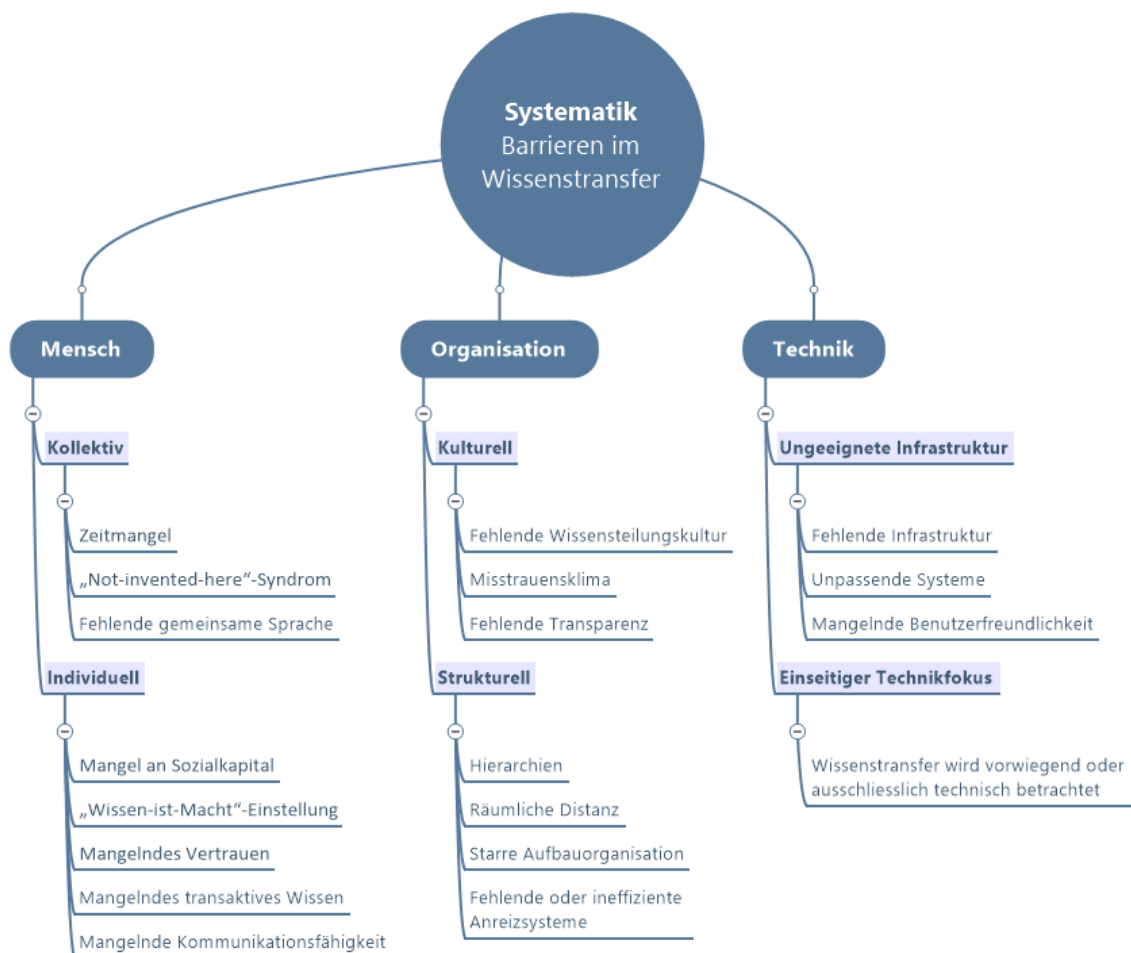 Systematik
Barrieren im
Wissenstransfer
Mensch
Kollektiv
Zeitmangel
„Not-invented-here“-Syndrom
Fehlende gemeinsame Sprache
Individuell
Mangel an Sozialkapital
„Wissen-ist-Macht“-Einstellung
Mangelndes Vertrauen
Mangelndes transaktives Wissen
Mangelnde Kommunikationsfähigkeit
Organisation
Kulturell
Fehlende Wissensteilungskultur
Misstrauensklima
Fehlende Transparenz
Strukturell
Hierarchien
Räumliche Distanz
Starre Aufbauorganisation
Fehlende oder ineffiziente
Anreizsysteme
Technik
Ungeeignete Infrastruktur
Fehlende Infrastruktur
Unpassende Systeme
Mangelnde Benutzerfreundlichkeit
Einseitiger Technikfokus
Wissenstransfer wird vorwiegend oder
ausschliesslich technisch betrachtet